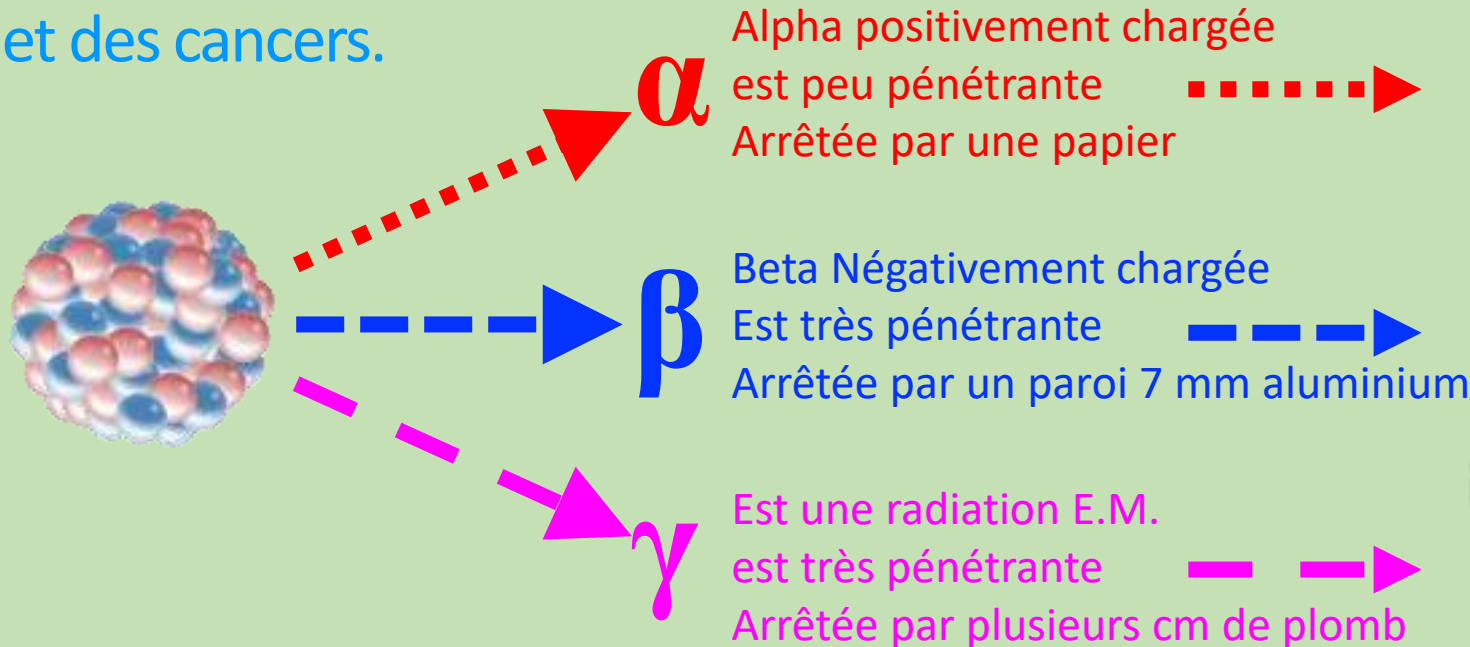 et des cancers.
α
Alpha positivement chargée
est peu pénétrante
Arrêtée par une papier
β
Beta Négativement chargée
Est très pénétrante
Arrêtée par un paroi 7 mm aluminium
γ
Est une radiation E.M.
est très pénétrante
Arrêtée par plusieurs cm de plomb